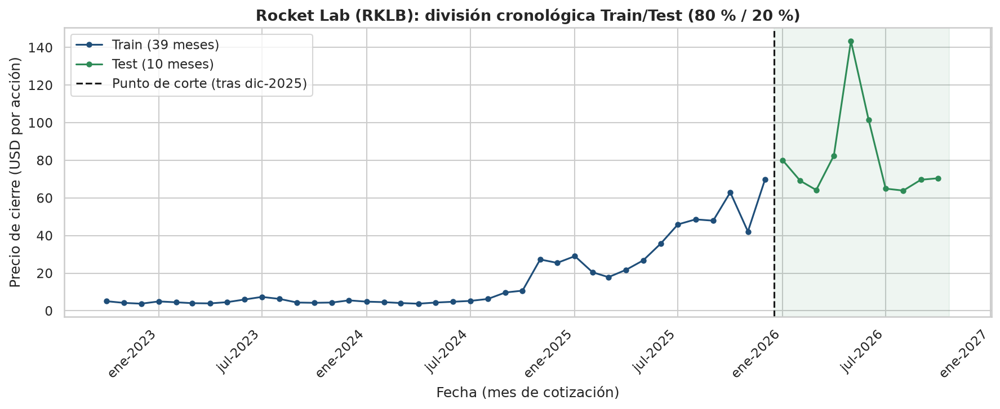 Rocket Lab (RKLB): división cronológica Train/Test (80 % / 20 %)
Train (39 meses)
Test (10 meses)
Punto de corte (tras dic-2025)
Precio de cierre (USD por acción)
140
120
100
80
60
40
20
0
ene-2023
jul-2023
ene-2024
jul-2024
ene-2025
jul-2025
ene-2026
jul-2026
ene-2027
Fecha (mes de cotización)